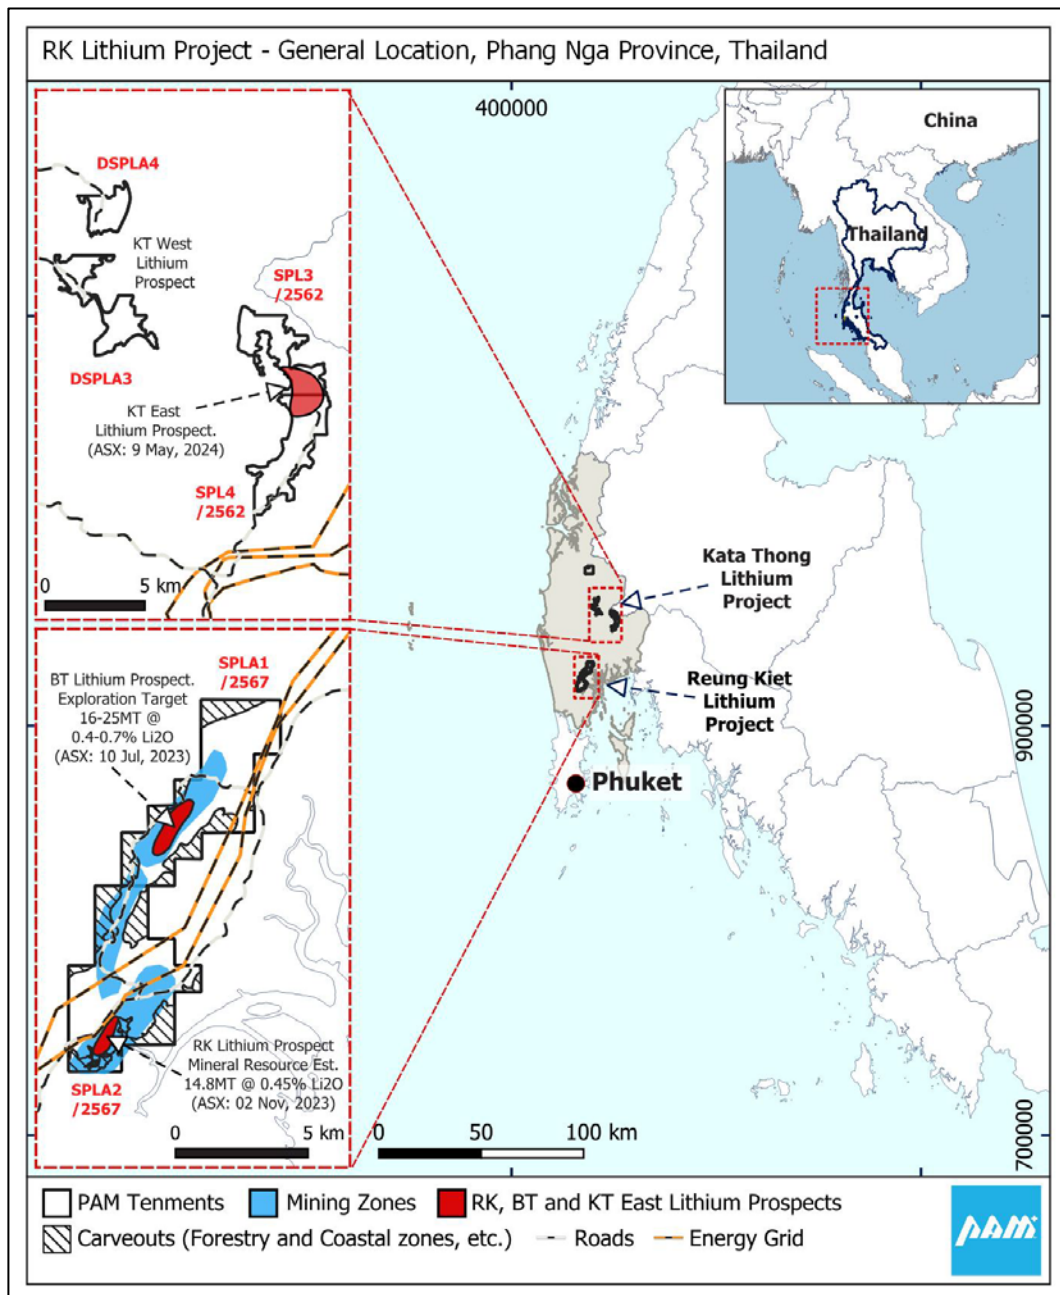 RK Lithium Project - General Location, Phang Nga Province, Thailand
400000
China
Thailand
DSPLA4
KT West
Lithium
Prospect
SPL3
/2562
DSPLA3
KT East
Lithium Prospect.
(ASX: 9 May, 2024)
SPL4
/2562
0
5 km
Kata Thong
Lithium
Project
Reung Kiet
Lithium
Project
Phuket
900000
700000
SPLA1
/2567
BT Lithium Prospect.
Exploration Target
16-25MT @
0.4-0.7% Li2O
(ASX: 10 Jul, 2023)
RK Lithium Prospect
Mineral Resource Est.
14.8MT @ 0.45% Li2O
(ASX: 02 Nov, 2023)
SPLA2
/2567
0
5 km
0
50
100 km
PAM Tenments
Mining Zones
RK, BT and KT East Lithium Prospects
Carveouts (Forestry and Coastal zones, etc.)
Roads
Energy Grid
PAM